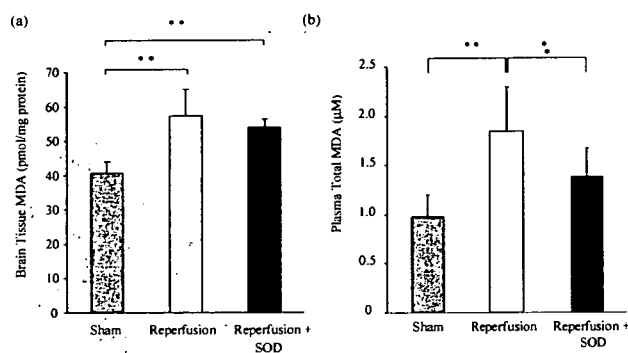 (a)
**
**
Brain Tissue MDA (pmol/mg protein)
70
60
50
40
30
20
10
0
Sham
Reperfusion
Reperfusion +
SOD
(b)
**
*
*
Plasma Total MDA (μM)
2.5
2.0
1.5
1.0
0.5
0
Sham
Reperfusion
Reperfusion +
SOD